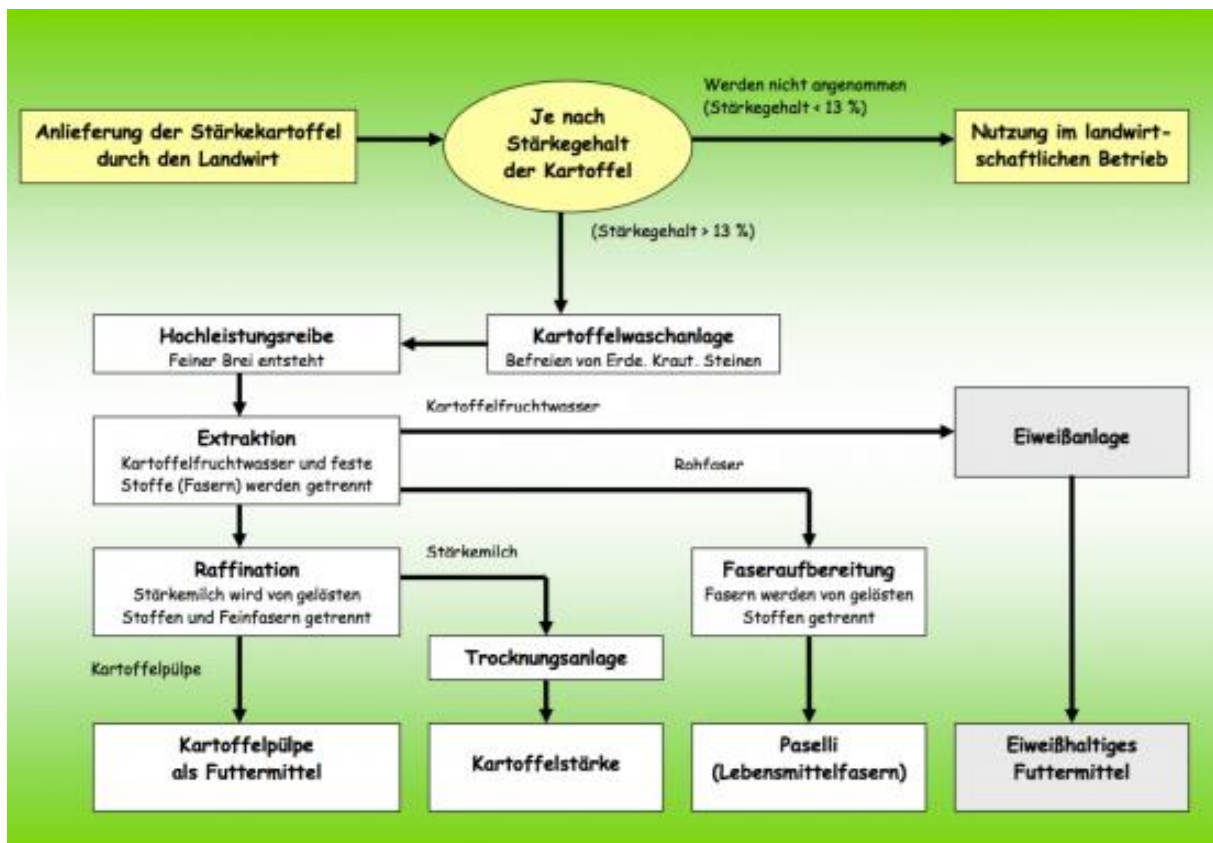 Anlieferung der Stärkekartoffel
durch den Landwirt
Je nach
Stärkegehalt
der Kartoffel
Werden nicht angenommen
(Stärkegehalt < 13 %)
Nutzung im landwirt-
schaftlichen Betrieb
(Stärkegehalt > 13 %)
Kartoffelwaschanlage
Befreien von Erde. Kraut. Steinen
Hochleistungsreibe
Feiner Brei entsteht
Extraktion
Kartoffelfruchtwasser und feste
Stoffe (Fasern) werden getrennt
Kartoffelfruchtwasser
Eiweißanlage
Rohfaser
Raffination
Stärkemilch wird von gelösten
Stoffen und Feinfasern getrennt
Stärkemilch
Faseraufbereitung
Fasern werden von gelösten
Stoffen getrennt
Trocknungsanlage
Kartoffelpülpe
Kartoffelpülpe
als Futtermittel
Kartoffelstärke
Paselli
(Lebensmittelfasern)
Eiweißhaltiges
Futtermittel